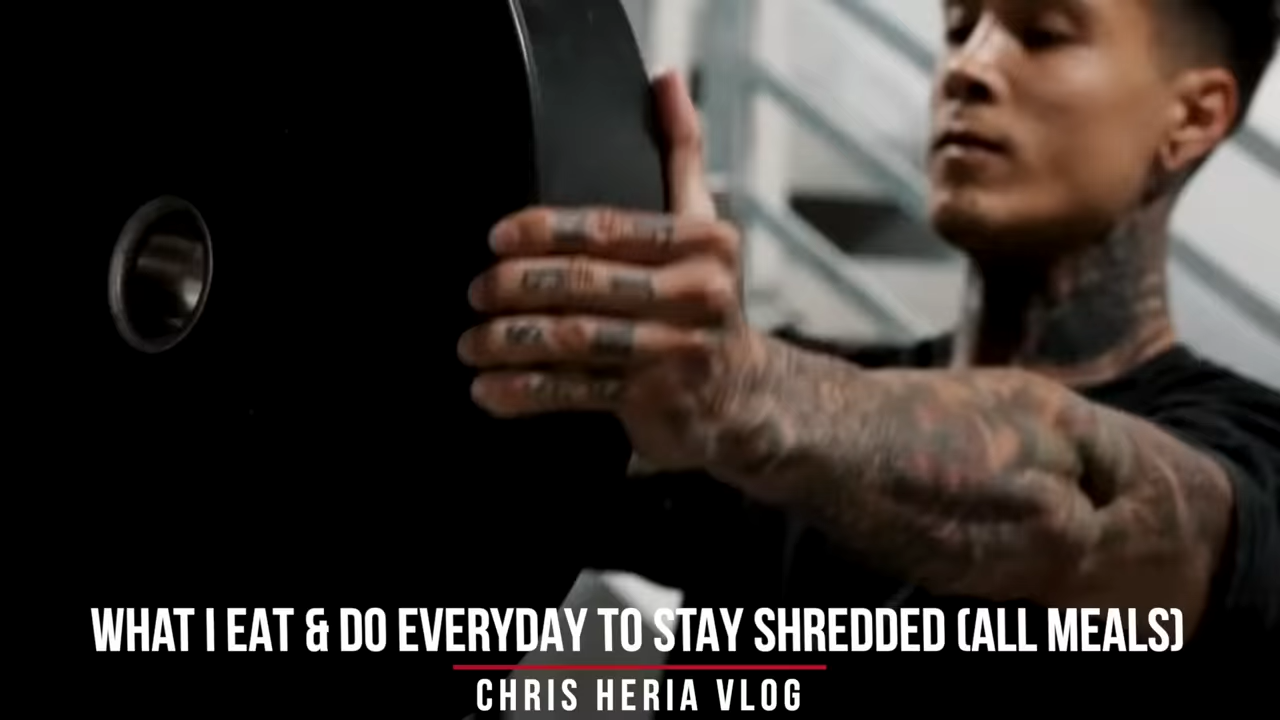 WHAT I EAT & DO EVERYDAY TO STAY SHREDDED (ALL MEALS)
CHRIS HERIA VLOG